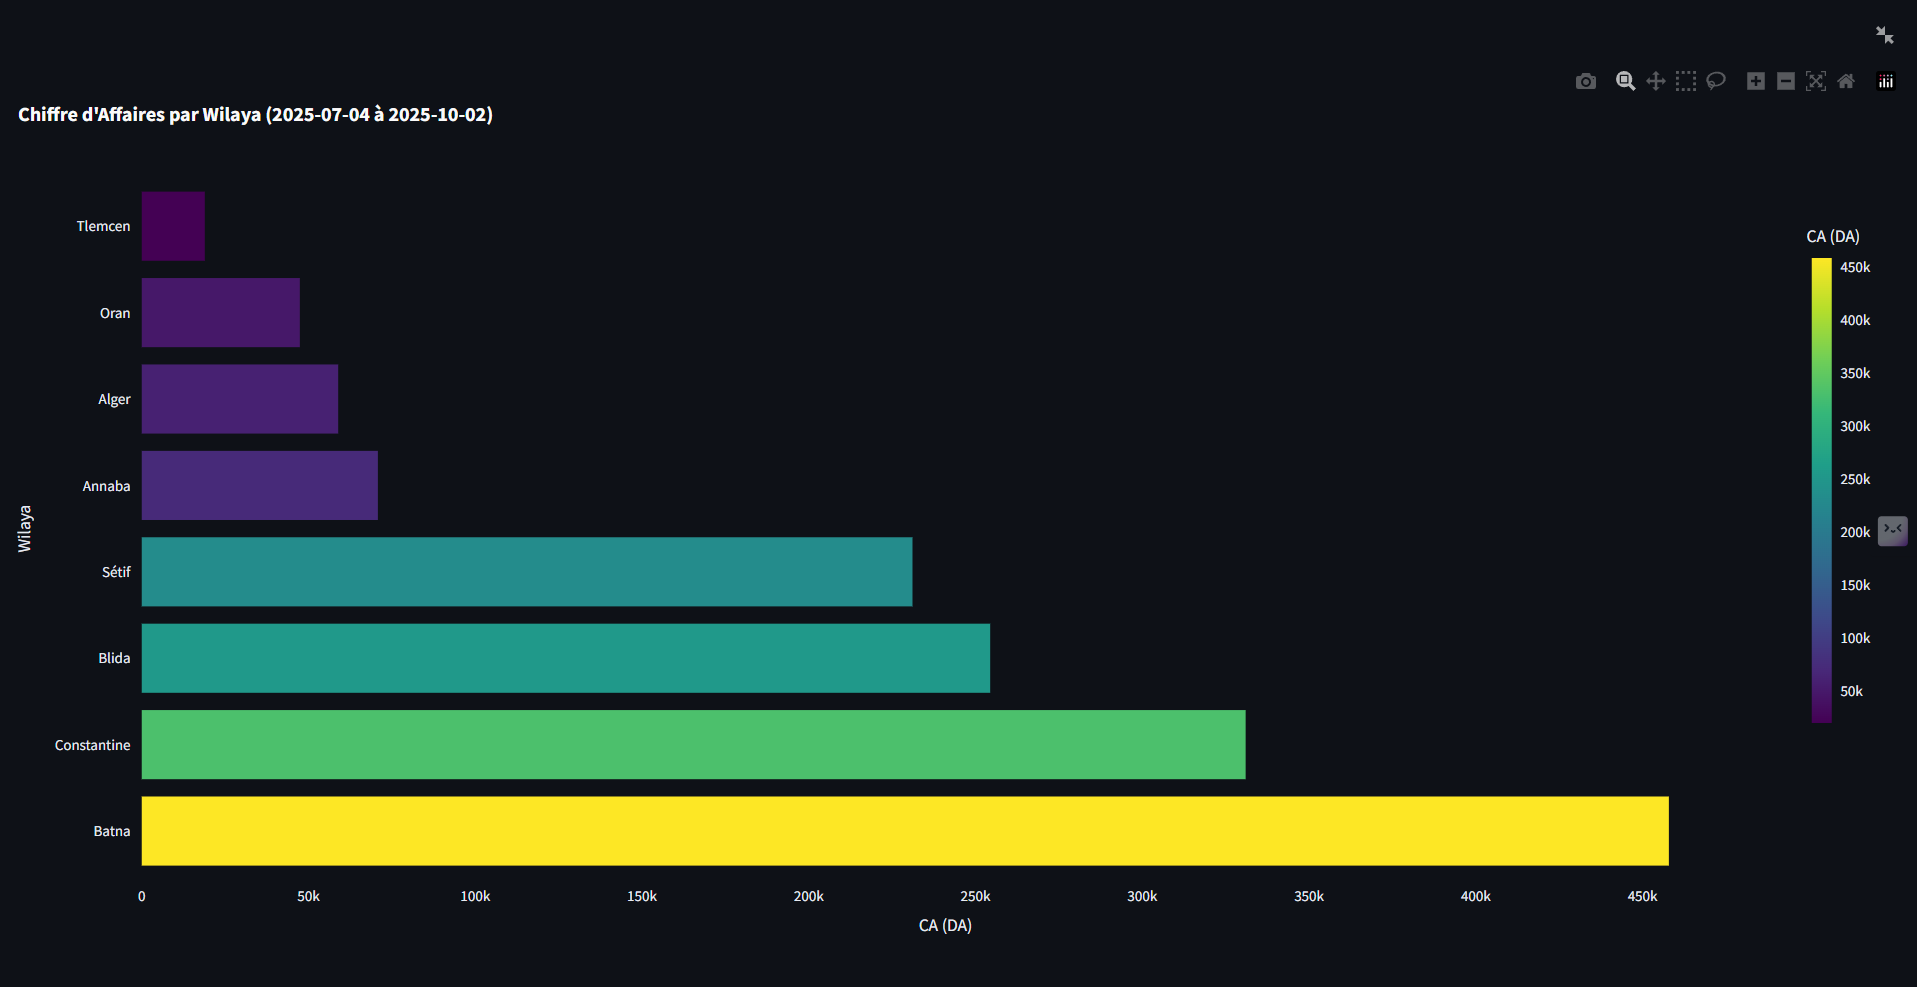 Chiffre d'Affaires par Wilaya (2025-07-04 à 2025-10-02)
Wilaya
Tlemcen
Oran
Alger
Annaba
Sétif
Blida
Constantine
Batna
0 50k 100k 150k 200k 250k 300k 350k 400k 450k
CA (DA)
CA (DA)
450k
400k
350k
300k
250k
200k
150k
100k
50k